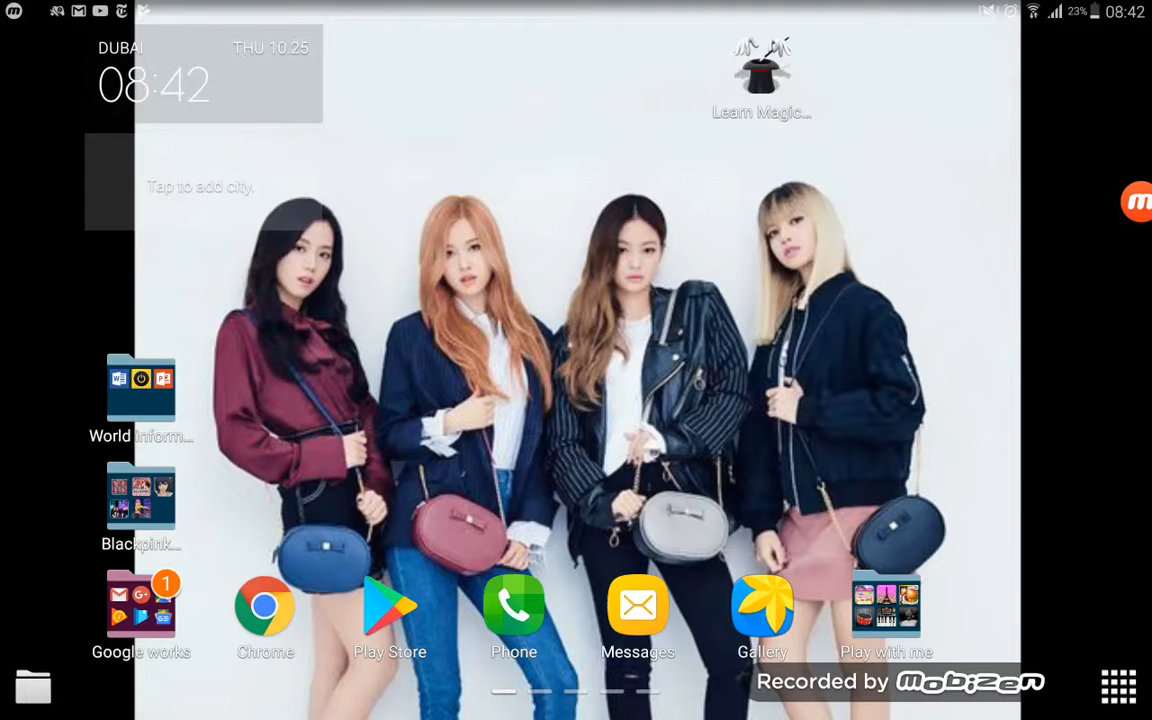 23% 08:42
DUBAI THU 10.25
08:42
Learn Magic...
Tap to add city.
World inform...
Blackpink...
1
Google works
Chrome
Play Store
Phone
Messages
Gallery
Play with me
Recorded by mobizen